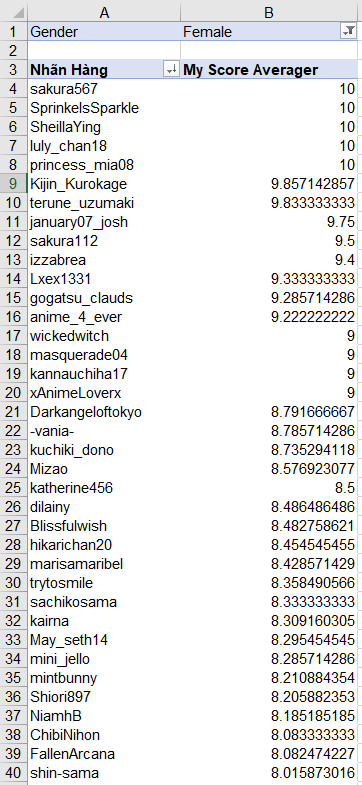 A B
1 Gender Female
2
3 Nhãn Hàng My Score Averager
4 sakura567 10
5 SprinkelsSparkle 10
6 SheillaYing 10
7 luly_chan18 10
8 princess_mia08 10
9 Kijin_Kurokage 9.857142857
10 terune_uzumaki 9.833333333
11 january07_josh 9.75
12 sakura112 9.5
13 izzabrea 9.4
14 Lxex1331 9.333333333
15 gogatsu_clauds 9.285714286
16 anime_4_ever 9.222222222
17 wickedwitch 9
18 masquerade04 9
19 kannauchiha17 9
20 xAnimeLoverx 9
21 Darkangeloftokyo 8.791666667
22 -vania- 8.785714286
23 kuchiki_dono 8.735294118
24 Mizao 8.576923077
25 katherine456 8.5
26 dilainy 8.486486486
27 Blissfulwish 8.482758621
28 hikarichan20 8.454545455
29 marisamaribel 8.428571429
30 trytosmile 8.358490566
31 sachikosama 8.333333333
32 kairna 8.309160305
33 May_seth14 8.295454545
34 mini_jello 8.285714286
35 mintbunny 8.210884354
36 Shiori897 8.205882353
37 NiamhB 8.185185185
38 ChibiNihon 8.083333333
39 FallenArcana 8.082474227
40 shin-sama 8.015873016